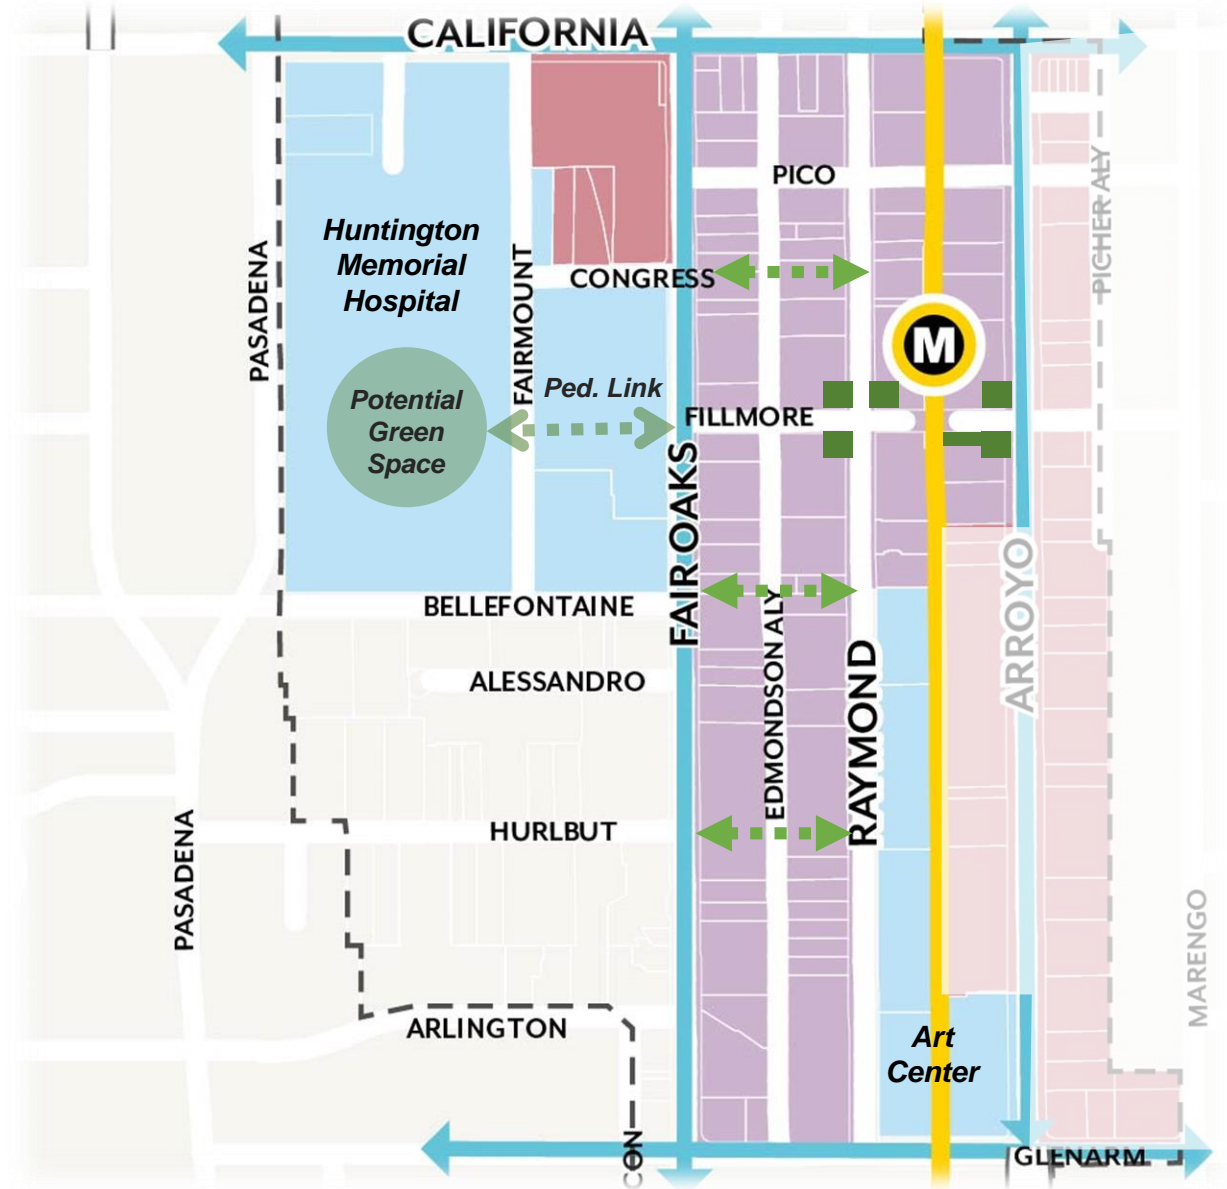 CALIFORNIA
PICO
PICHER ALY
Huntington
Memorial
Hospital
PASADENA
FAIRMOUNT
CONGRESS
M
Potential
Green
Space
Ped. Link
FILLMORE
FAIR OAKS
ARROYO
BELLEFONTAINE
EDMONDSON ALY
RAYMOND
ALESSANDRO
HURLBUT
PASADENA
MARENGO
ARLINGTON
Art
Center
CON
GLENARM